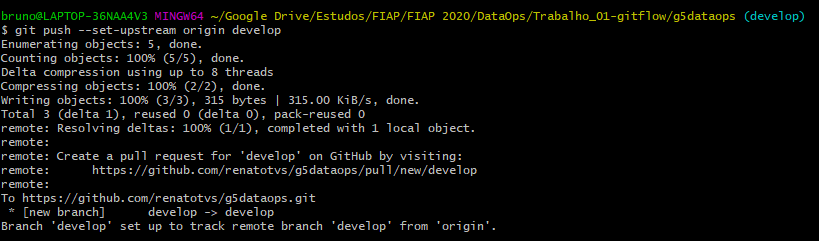 bruno@LAPTOP-36NAA4V3 MINGW64 ~/Google Drive/Estudos/FIAP/FIAP 2020/DataOps/Trabalho_01-gitflow/g5dataops (develop)
$ git push --set-upstream origin develop
Enumerating objects: 5, done.
Counting objects: 100% (5/5), done.
Delta compression using up to 8 threads
Compressing objects: 100% (2/2), done.
Writing objects: 100% (3/3), 315 bytes | 315.00 KiB/s, done.
Total 3 (delta 1), reused 0 (delta 0), pack-reused 0
remote: Resolving deltas: 100% (1/1), completed with 1 local object.
remote:
remote: Create a pull request for 'develop' on GitHub by visiting:
remote:      https://github.com/renatotvs/g5dataops/pull/new/develop
remote:
To https://github.com/renatotvs/g5dataops.git
 * [new branch]      develop -> develop
Branch 'develop' set up to track remote branch 'develop' from 'origin'.